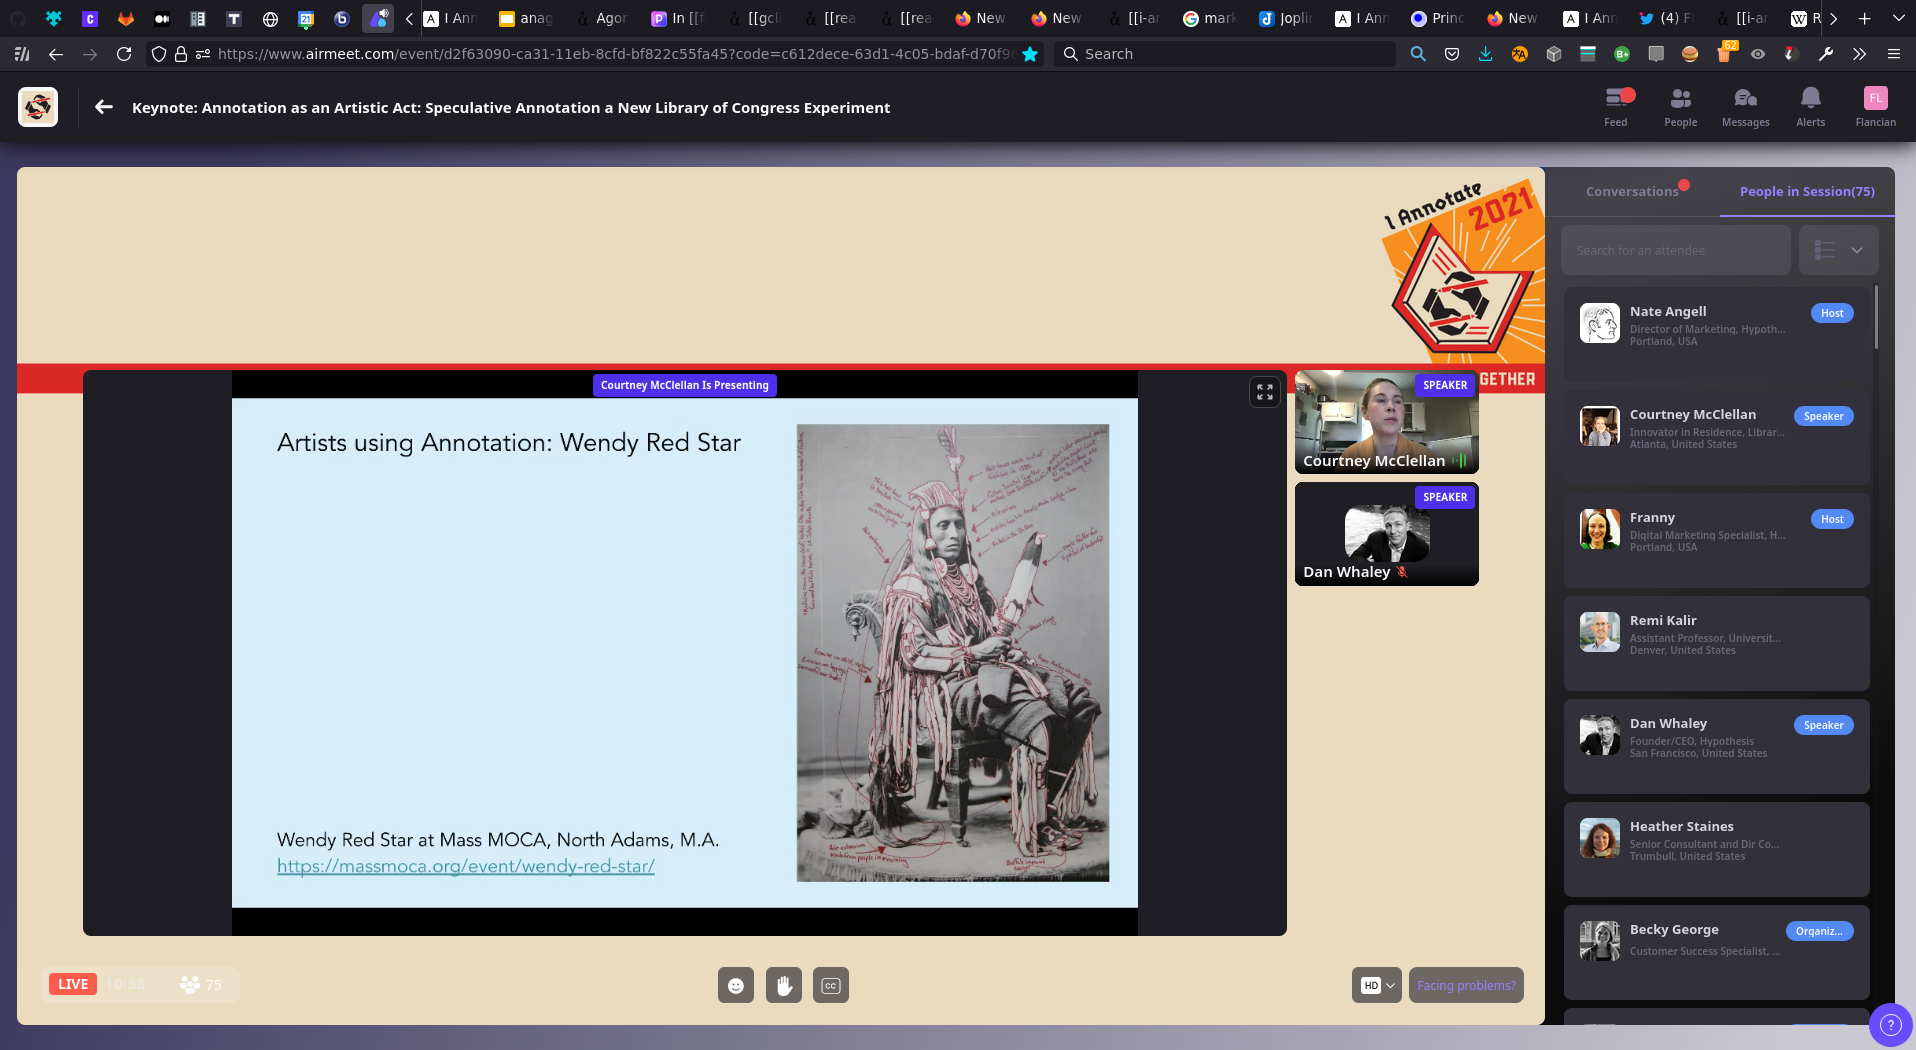 I Ann
anag
Agor
In [[f
[[gcli
[[rea
[[rea
New
New
[[i-ar
mark
Joplin
I Ann
Princ
New
I Ann
(4) F
[[i-ar
https://www.airmeet.com/event/d2f63090-ca31-11eb-8cfd-bf822c55fa45?code=c612dece-63d1-4c05-bdaf-d70f9
Search
62
Keynote: Annotation as an Artistic Act: Speculative Annotation a New Library of Congress Experiment
Feed
People
Messages
Alerts
FL
Flancian
I Annotate
2021
GETHER
Courtney McClellan Is Presenting
Artists using Annotation: Wendy Red Star
Wendy Red Star at Mass MOCA, North Adams, M.A.
https://massmoca.org/event/wendy-red-star/
SPEAKER
Courtney McClellan
SPEAKER
Dan Whaley
LIVE
10:58
75
CC
HD
Facing problems?
Conversations
People in Session(75)
Search for an attendee
Nate Angell
Host
Director of Marketing, Hypoth...
Portland, USA
Courtney McClellan
Speaker
Innovator in Residence, Librar...
Atlanta, United States
Franny
Host
Digital Marketing Specialist, H...
Portland, USA
Remi Kalir
Assistant Professor, Universit...
Denver, United States
Dan Whaley
Speaker
Founder/CEO, Hypothesis
San Francisco, United States
Heather Staines
Senior Consultant and Dir Co...
Trumbull, United States
Becky George
Organiz...
Customer Success Specialist, ...